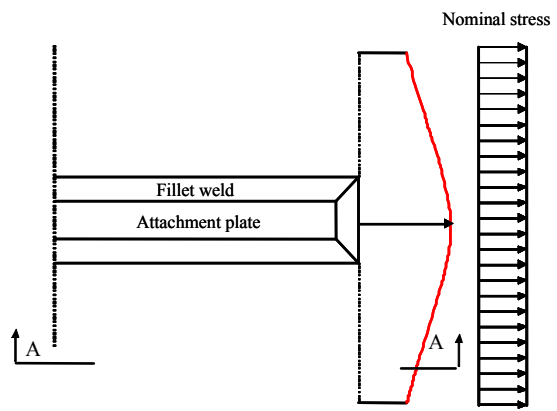 Nominal stress
Fillet weld
Attachment plate
A
A